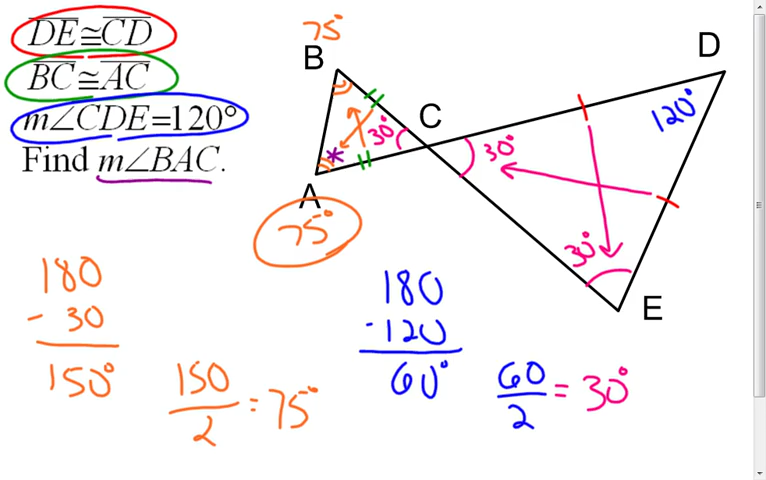 DE≅CD
BC≅AC
m∠CDE=120°
Find m∠BAC.
75°
B
D
C
120°
30°
30°
A
75°
30°
E
180
- 30
150°
150/2 = 75°
180
-120
60°
60/2 = 30°